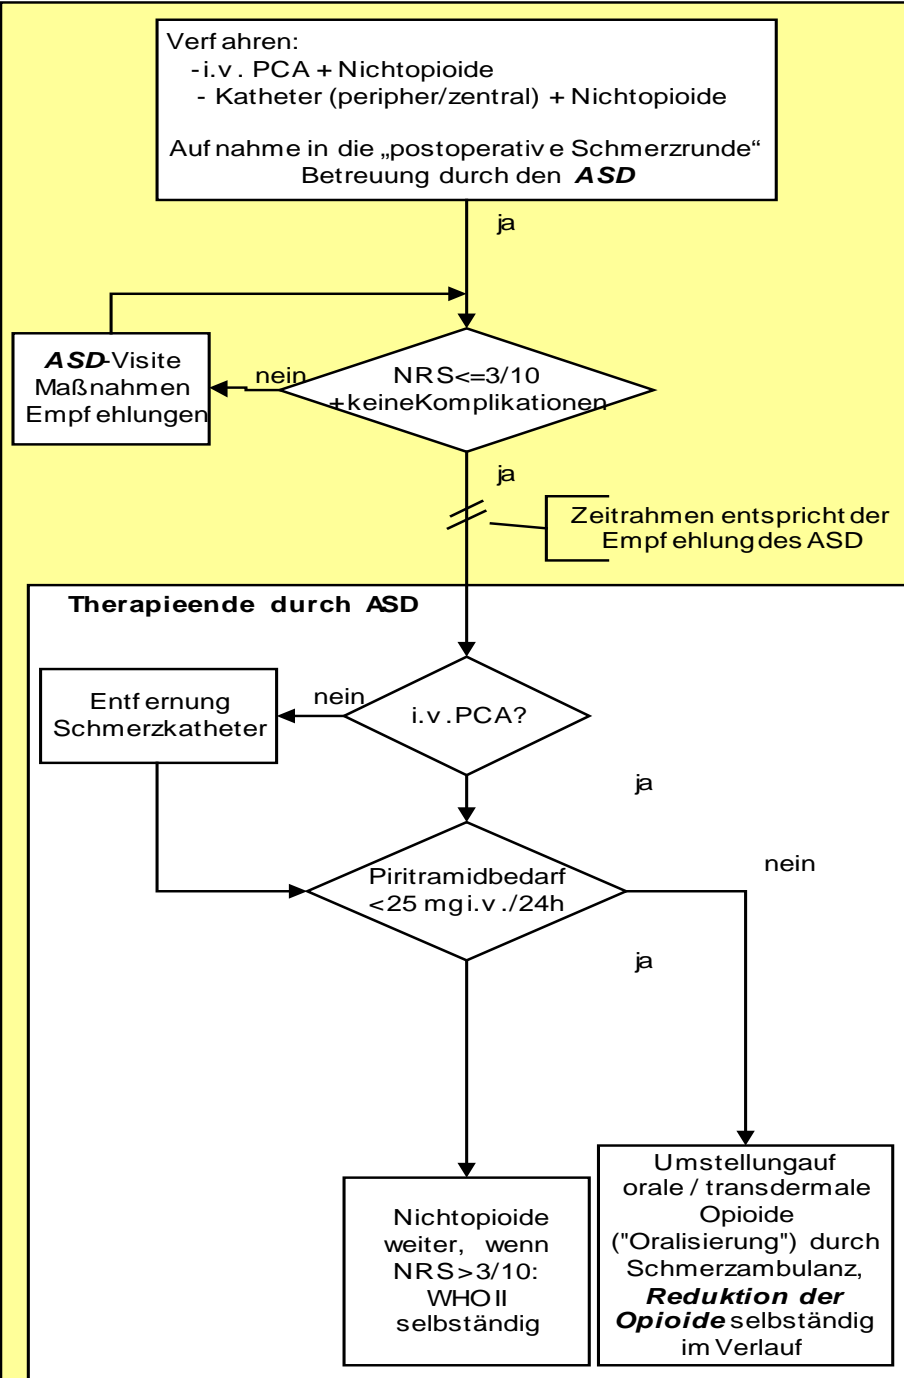 Verfahren:
-i.v. PCA + Nichtopioide
- Katheter (peripher/zentral) + Nichtopioide
Aufnahme in die „postoperative Schmerzrunde“
Betreuung durch den ASD
ja
ASD-Visite
Maßnahmen
Empfehlungen
nein
NRS<=3/10
+keineKomplikationen
ja
Zeitrahmen entspricht der
Empfehlung des ASD
Therapieende durch ASD
Entfernung
Schmerzkatheter
nein
i.v.PCA?
ja
Piritramidbedarf
<25 mg i.v./24h
nein
ja
Nichtopioide
weiter, wenn
NRS>3/10:
WHO II
selbständig
Umstellung auf
orale / transdermale
Opioide
("Oralisierung") durch
Schmerzambulanz,
Reduktion der
Opioide selbständig
im Verlauf